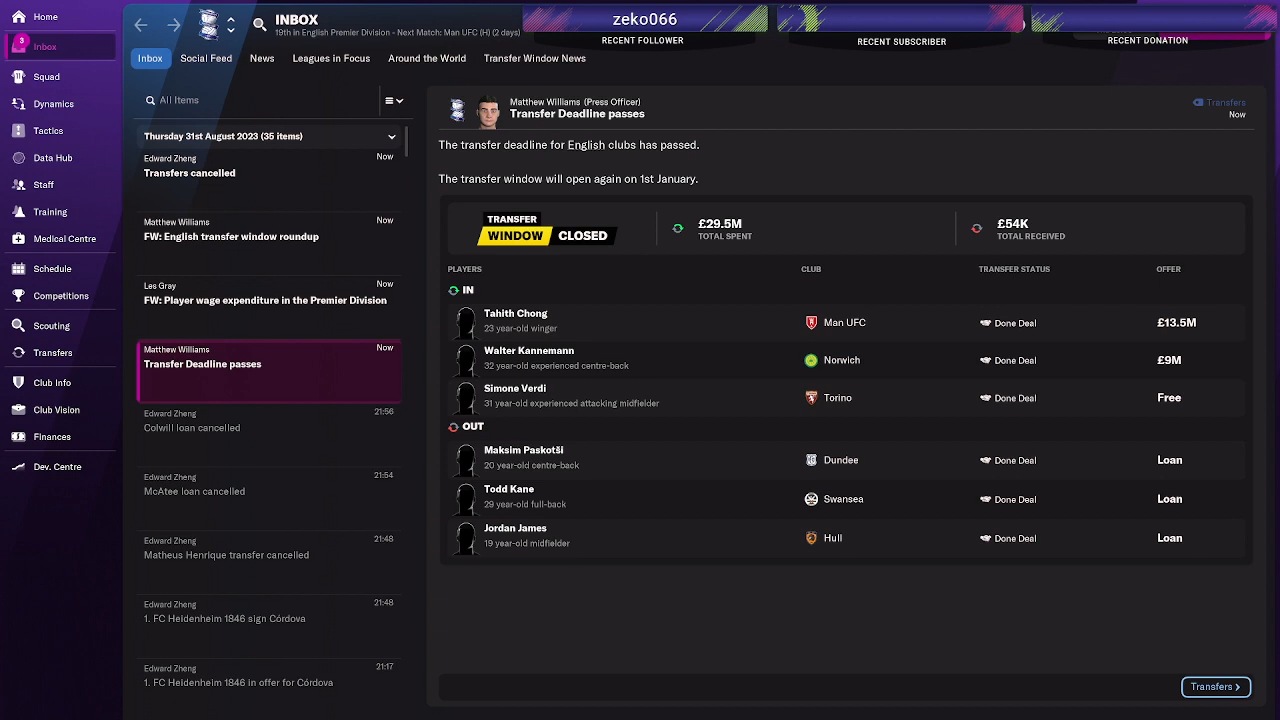 Home
3
Inbox
Squad
Dynamics
Tactics
Data Hub
Staff
Training
Medical Centre
Schedule
Competitions
Scouting
Transfers
Club Info
Club Vision
Finances
Dev. Centre
INBOX
19th in English Premier Division - Next Match: Man UFC (H) (2 days)
zeko066
RECENT FOLLOWER
RECENT SUBSCRIBER
RECENT DONATION
Inbox
Social Feed
News
Leagues in Focus
Around the World
Transfer Window News
All Items
Thursday 31st August 2023 (35 items)
Edward Zheng
Now
Transfers cancelled
Matthew Williams
Now
FW: English transfer window roundup
Les Gray
Now
FW: Player wage expenditure in the Premier Division
Matthew Williams
Now
Transfer Deadline passes
Edward Zheng
21:56
Colwill loan cancelled
Edward Zheng
21:54
McAtee loan cancelled
Edward Zheng
21:48
Matheus Henrique transfer cancelled
Edward Zheng
21:48
1. FC Heidenheim 1846 sign Córdova
Edward Zheng
21:17
1. FC Heidenheim 1846 in offer for Córdova
Matthew Williams (Press Officer)
Transfer Deadline passes
Transfers
Now
The transfer deadline for English clubs has passed.
The transfer window will open again on 1st January.
TRANSFER
WINDOW CLOSED
£29.5M
TOTAL SPENT
£54K
TOTAL RECEIVED
PLAYERS CLUB TRANSFER STATUS OFFER
IN
Tahith Chong
23 year-old winger
Man UFC
Done Deal
£13.5M
Walter Kannemann
32 year-old experienced centre-back
Norwich
Done Deal
£9M
Simone Verdi
31 year-old experienced attacking midfielder
Torino
Done Deal
Free
OUT
Maksim Paskotši
20 year-old centre-back
Dundee
Done Deal
Loan
Todd Kane
29 year-old full-back
Swansea
Done Deal
Loan
Jordan James
19 year-old midfielder
Hull
Done Deal
Loan
Transfers